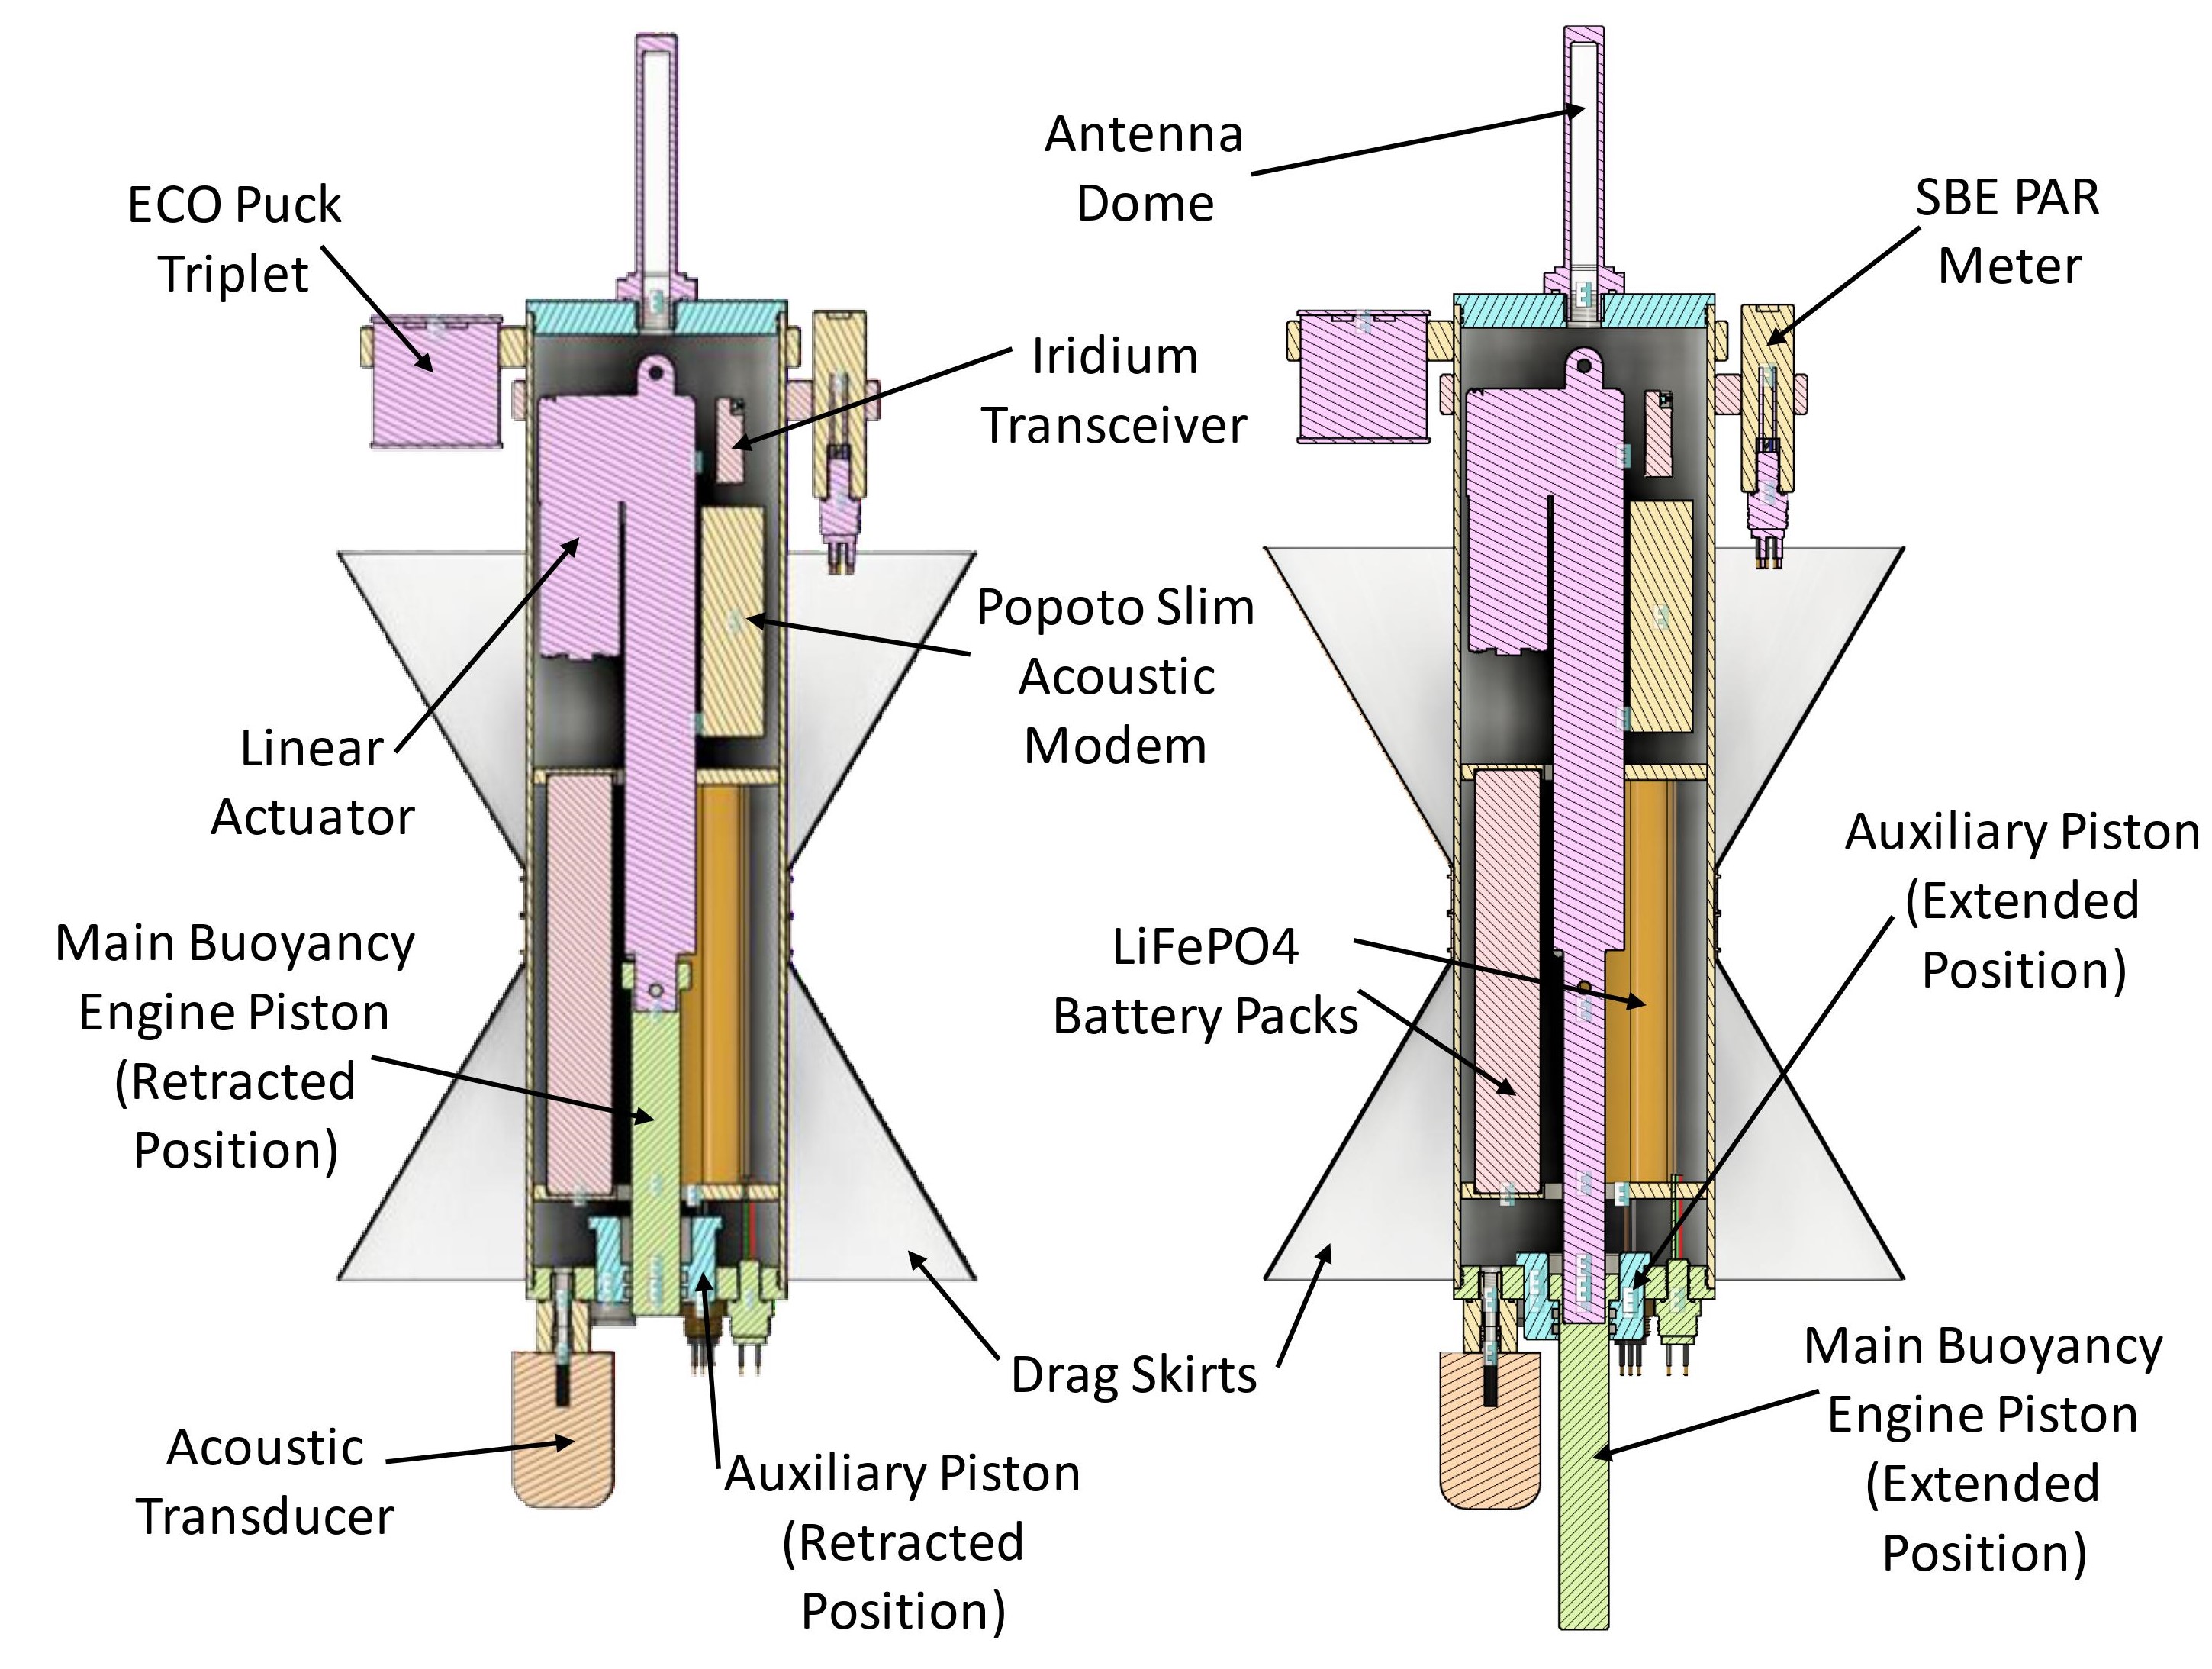 ECO Puck
Triplet
Antenna
Dome
SBE PAR
Meter
Iridium
Transceiver
Popoto Slim
Acoustic
Modem
Linear
Actuator
Auxiliary Piston
(Extended
Position)
Main Buoyancy
Engine Piston
(Retracted
Position)
LiFePO4
Battery Packs
Drag Skirts
Main Buoyancy
Engine Piston
(Extended
Position)
Acoustic
Transducer
Auxiliary Piston
(Retracted
Position)